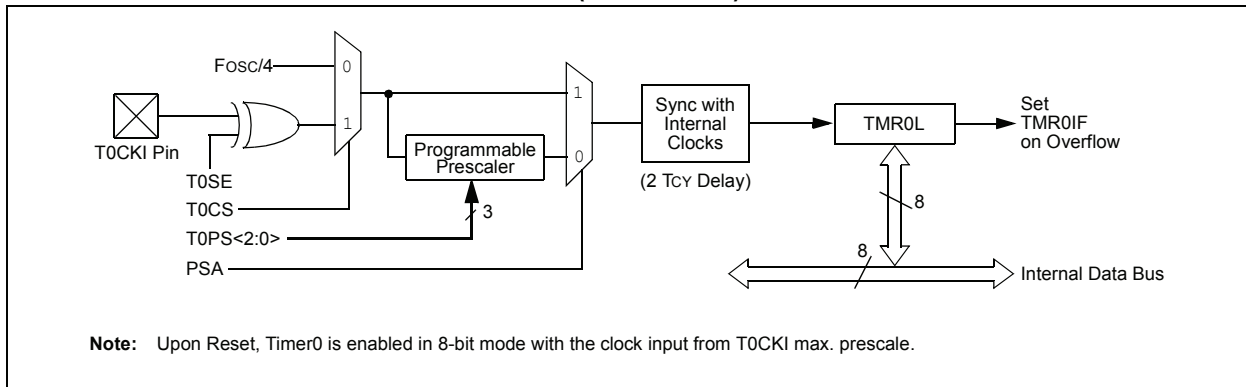 FOSC/4
0
1
T0CKI Pin
T0SE
T0CS
T0PS<2:0>
PSA
Programmable
Prescaler
3
1
0
Sync with
Internal
Clocks
(2 TCY Delay)
TMR0L
Set
TMR0IF
on Overflow
8
8
Internal Data Bus
Note: Upon Reset, Timer0 is enabled in 8-bit mode with the clock input from T0CKI max. prescale.